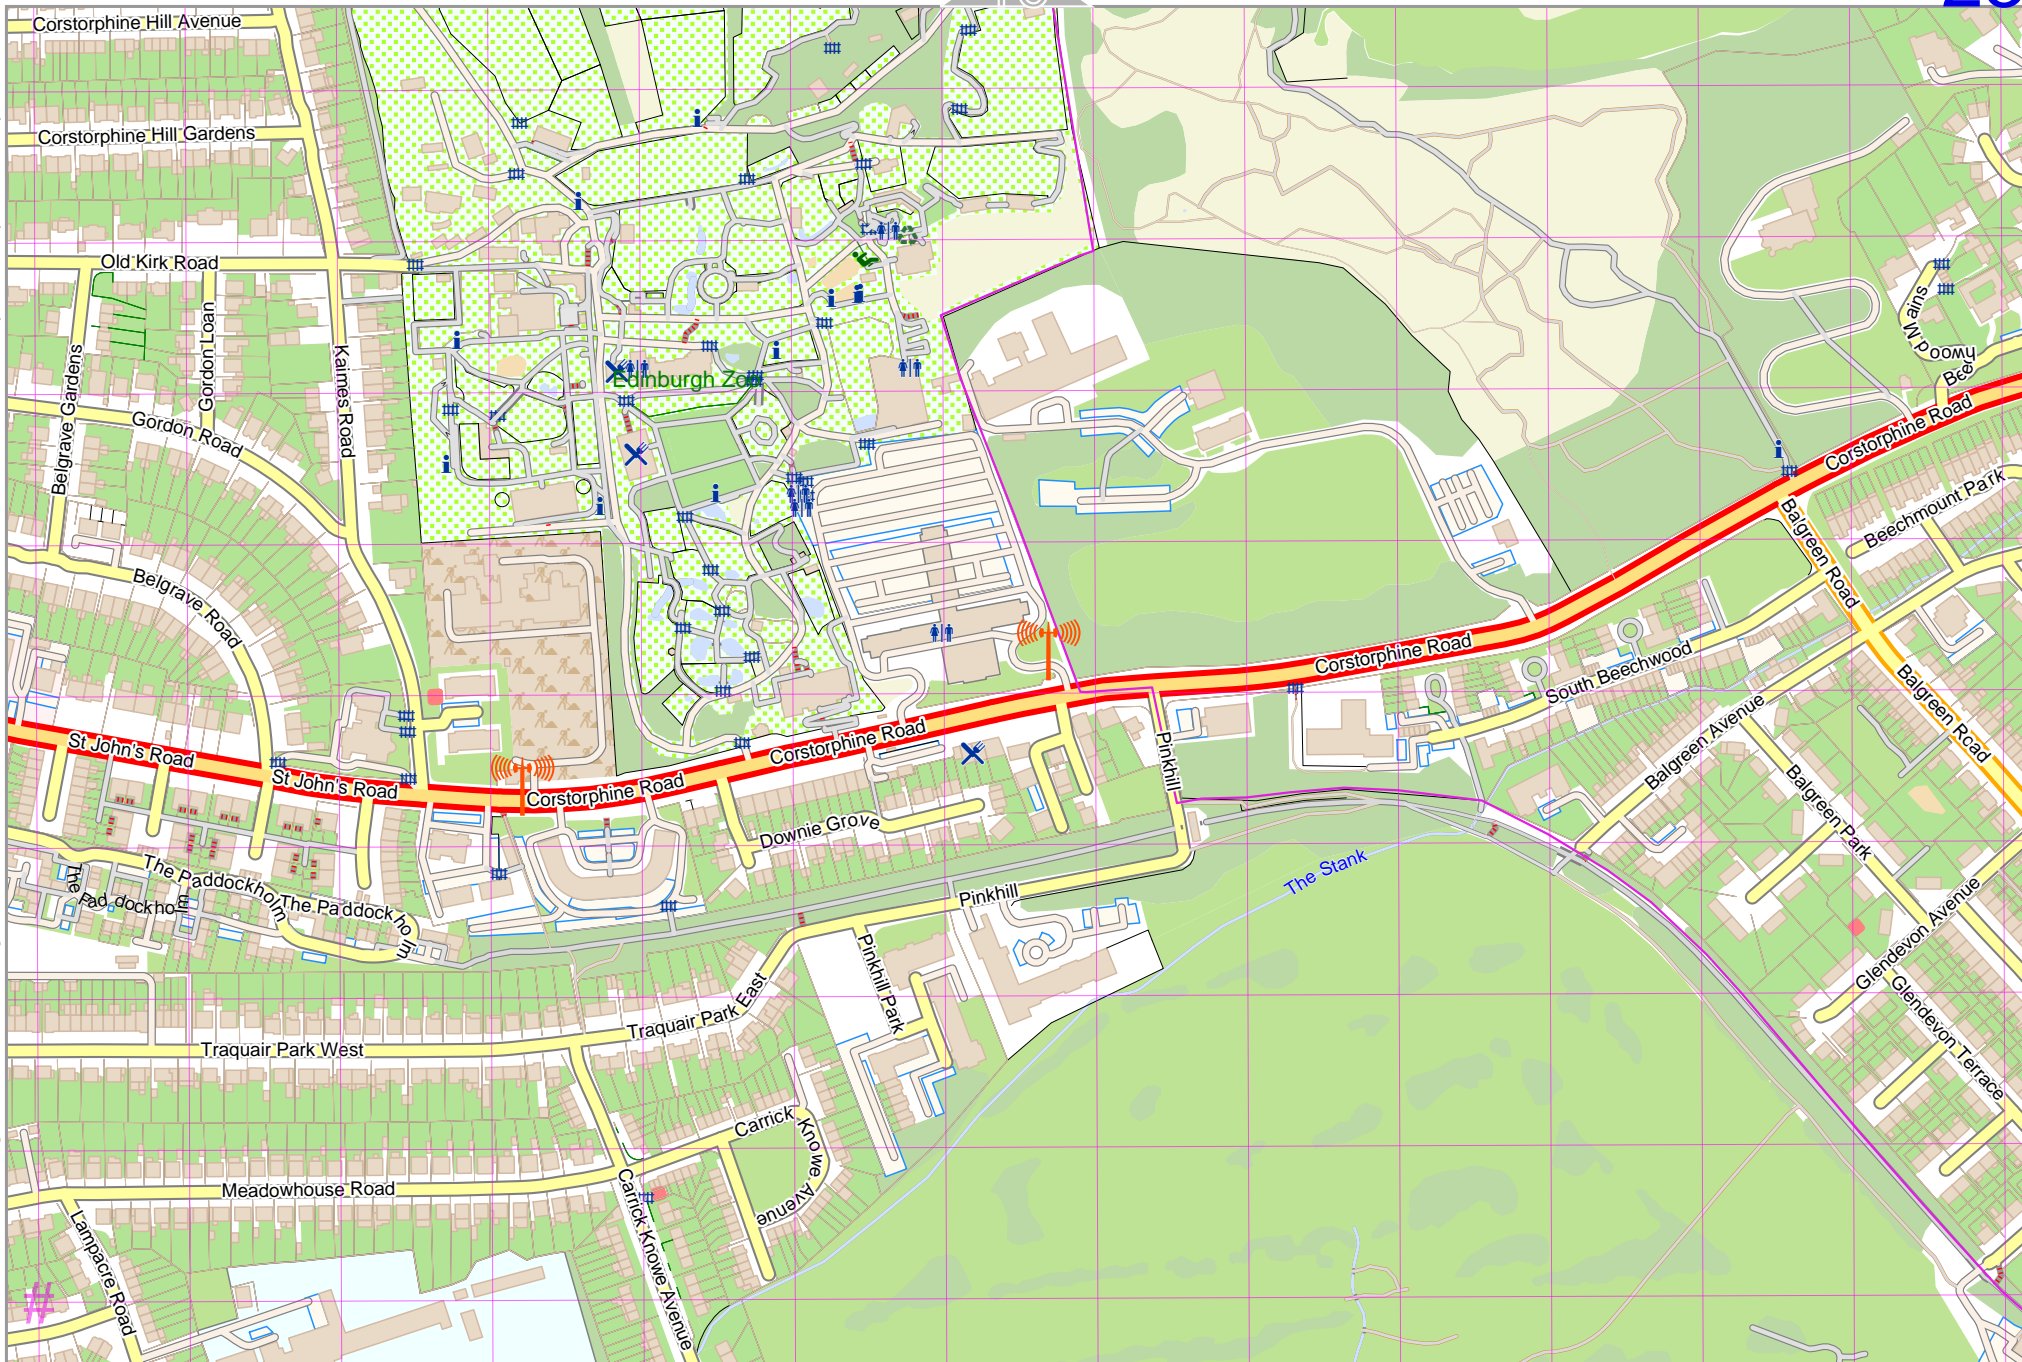 Corstorphine Hill Avenue
Corstorphine Hill Gardens
Old Kirk Road
Belgrave Gardens
Gordon Loan
Kaimes Road
Gordon Road
Belgrave Road
Edinburgh Zoo
Beechwood Mains
Corstorphine Road
Beechmount Park
Balgreen Road
Corstorphine Road
South Beechwood
Balgreen Avenue
Balgreen Road
Balgreen Park
St John's Road
St John's Road
Corstorphine Road
Corstorphine Road
Pinkhill
Downie Grove
The Stank
The Paddockholm
The Paddockholm
The Paddockholm
Pinkhill
Pinkhill Park
Glendevon Avenue
Glendevon Terrace
Traquair Park East
Traquair Park West
Carrick Knowe Avenue
Meadowhouse Road
Carrick Knowe Avenue
Lampacre Road
#